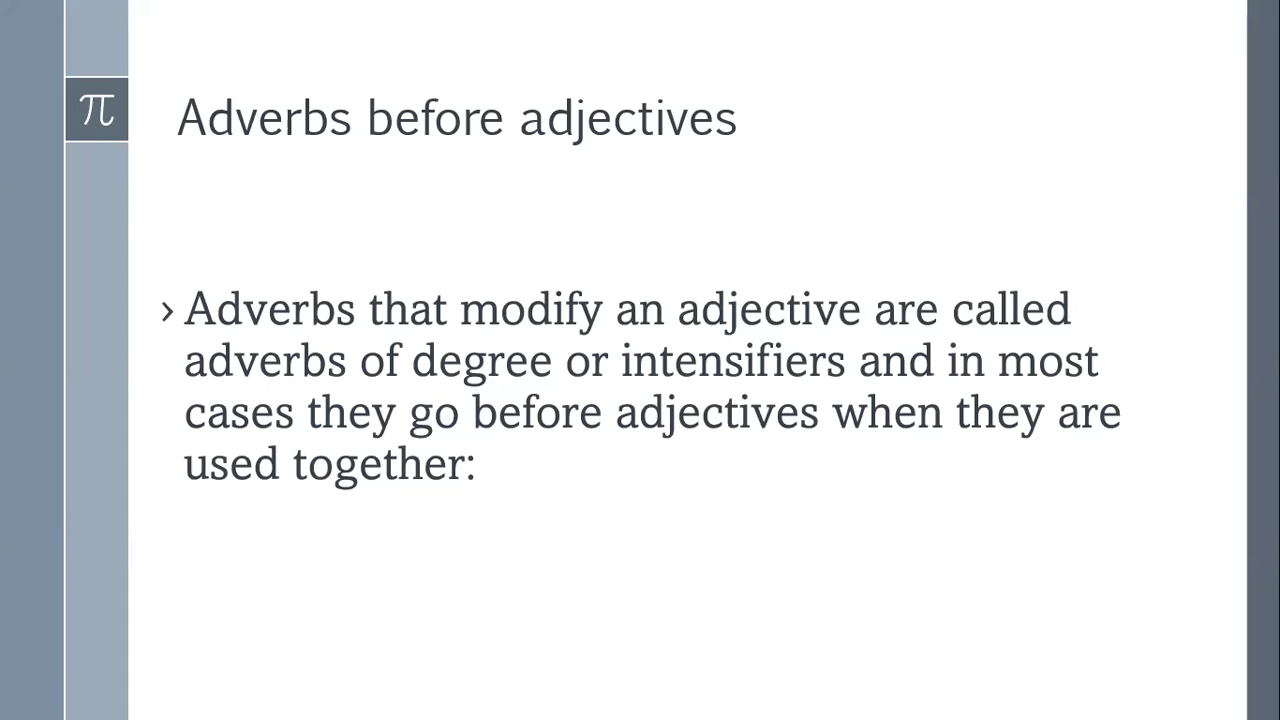 π
Adverbs before adjectives
› Adverbs that modify an adjective are called
adverbs of degree or intensifiers and in most
cases they go before adjectives when they are
used together: